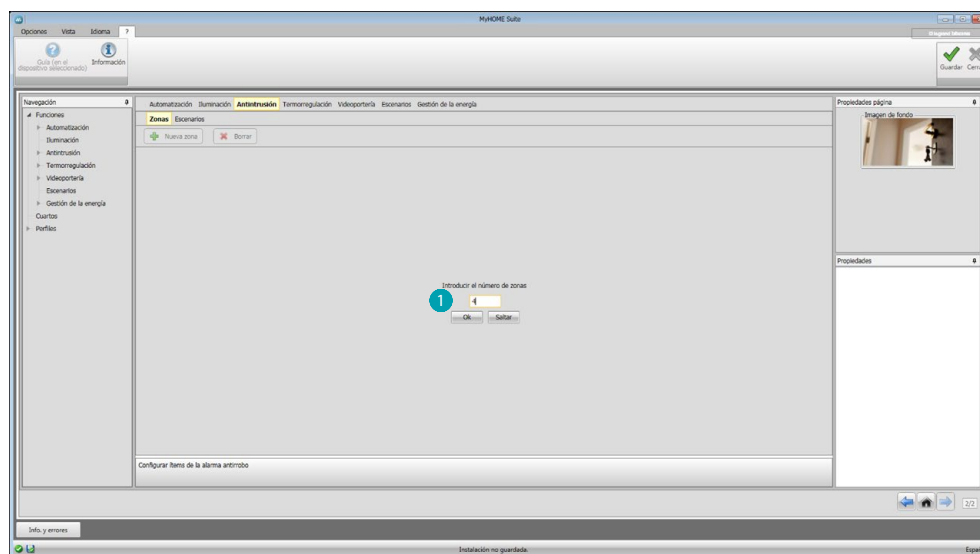 MyHOME Suite
Opciones Vista Idioma ?
Guía (en el dispositivo seleccionado)
Información
Guardar
Navegación
Funciones
Automatización
Iluminación
Antintrusión
Termorregulación
Videoportería
Escenarios
Gestión de la energía
Cuartos
Perfiles
Automatización Iluminación Antintrusión Termorregulación Videoportería Escenarios Gestión de la energía
Zonas Escenarios
Nueva zona Borrar
Introducir el número de zonas
1 4
Ok Saltar
Configurar ítems de la alarma antirrobo
Propiedades página
Imagen de fondo
Propiedades
2/2
Info. y errores
Instalación no guardada.